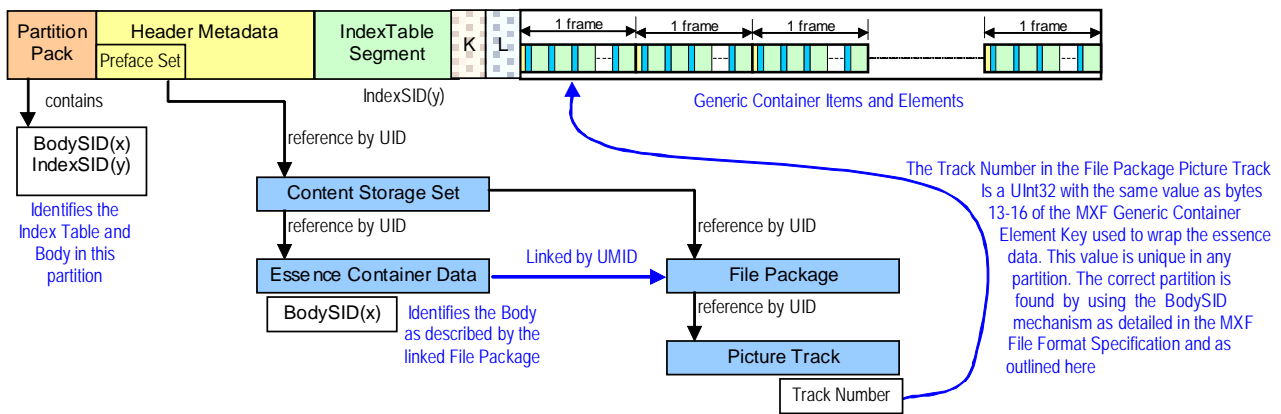 Partition
Pack
Header Metadata
Preface Set
IndexTable
Segment
K
L
1 frame
1 frame
1 frame
1 frame
contains
IndexSID(y)
Generic Container Items and Elements
BodySID(x)
IndexSID(y)
reference by UID
Identifies the
Index Table and
Body in this
partition
Content Storage Set
reference by UID
reference by UID
Essence Container Data
Linked by UMID
File Package
BodySID(x)
Identifies the Body
as described by the
linked File Package
reference by UID
Picture Track
Track Number
The Track Number in the File Package Picture Track
Is a UInt32 with the same value as bytes
13-16 of the MXF Generic Container
Element Key used to wrap the essence
data. This value is unique in any
partition. The correct partition is
found by using the BodySID
mechanism as detailed in the MXF
File Format Specification and as
outlined here